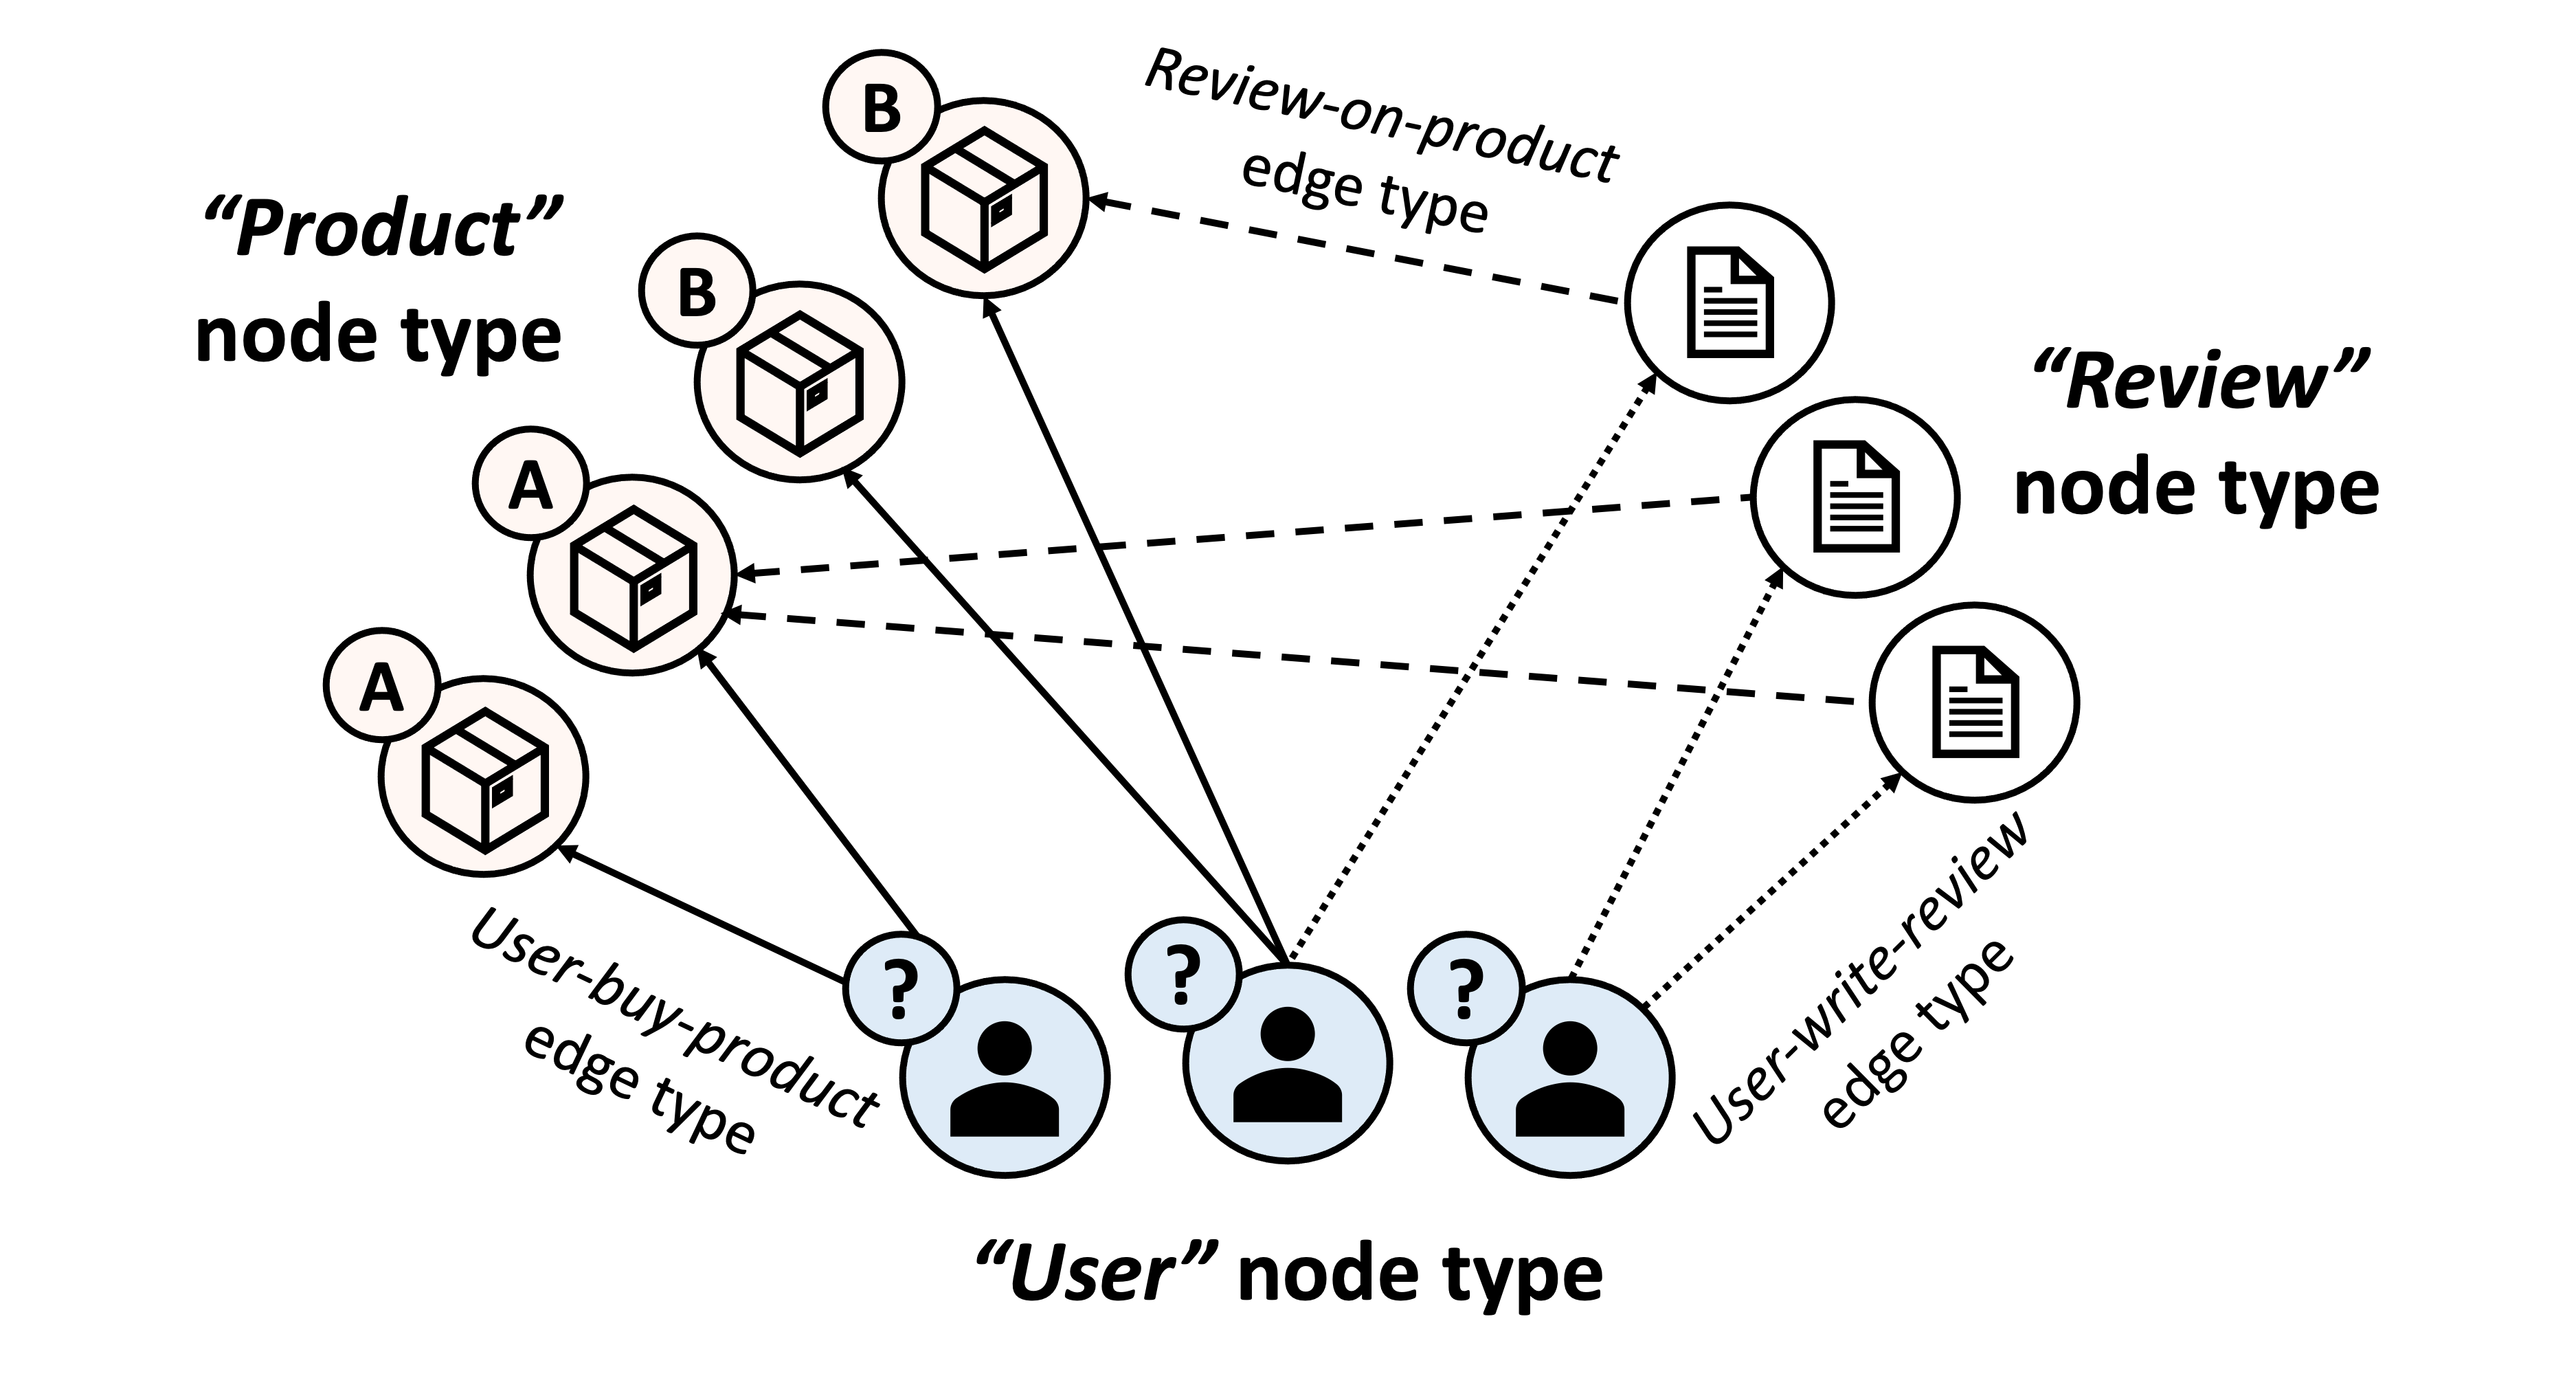 B
Review-on-product
edge type
“Product”
node type
B
“Review”
node type
A
A
User-buy-product
edge type
?
?
?
User-write-review
edge type
“User” node type